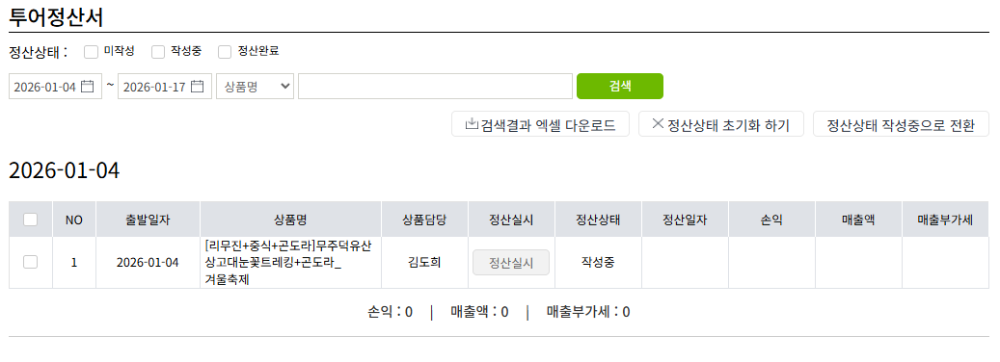 투어정산서
정산상태 : 미작성 작성중 정산완료
2026-01-04 ~ 2026-01-17 상품명 검색
검색결과 엑셀 다운로드 정산상태 초기화 하기 정산상태 작성중으로 전환
2026-01-04
NO 출발일자 상품명 상품담당 정산실시 정산상태 정산일자 손익 매출액 매출부가세
1 2026-01-04 [리무진+중식+곤도라]무주덕유산 김도희 정산실시 작성중
상고대눈꽃트레킹+곤도라_
겨울축제
손익 : 0 | 매출액 : 0 | 매출부가세 : 0